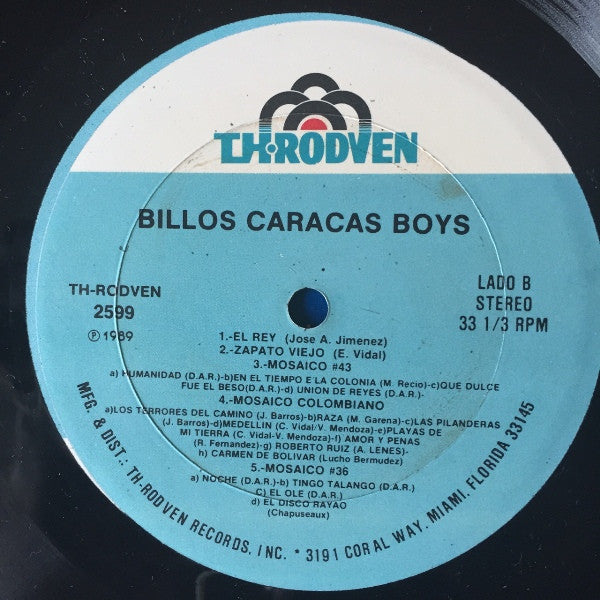 TH·RODVEN
BILLOS CARACAS BOYS
TH-RODVEN
2599
Ⓟ 1989
LADO B
STEREO
33 1/3 RPM
1.-EL REY (Jose A. Jimenez)
2.-ZAPATO VIEJO (E. Vidal)
3.-MOSAICO #43
a) HUMANIDAD (D.A.R.)-b)EN EL TIEMPO E LA COLONIA (M. Recio)-c)QUE DULCE
FUE EL BESO(D.A.R.)-d) UNION DE REYES (D.A.R.)-
4.-MOSAICO COLOMBIANO
a)LOS TERRORES DEL CAMINO (J. Barros)-b)RAZA (M. Garena)-c)LAS PILANDERAS
(J. Barros)-d)MEDELLIN (C. Vidal-V. Mendoza)-e)PLAYAS DE
MI TIERRA (C. Vidal-V. Mendoza)-f) AMOR Y PENAS
(R. Fernandez)-g) ROBERTO RUIZ (A. LENES)-
h) CARMEN DE BOLIVAR (Lucho Bermudez)
5.-MOSAICO #36
a) NOCHE (D.A.R.)-b) TINGO TALANGO (D.A.R.)
C) EL OLE (D.A.R.)
d) EL DISCO RAYAO
(Chapuseaux)
MFG. & DIST.: TH-RODVEN RECORDS, INC. * 3191 CORAL WAY, MIAMI, FLORIDA 33145